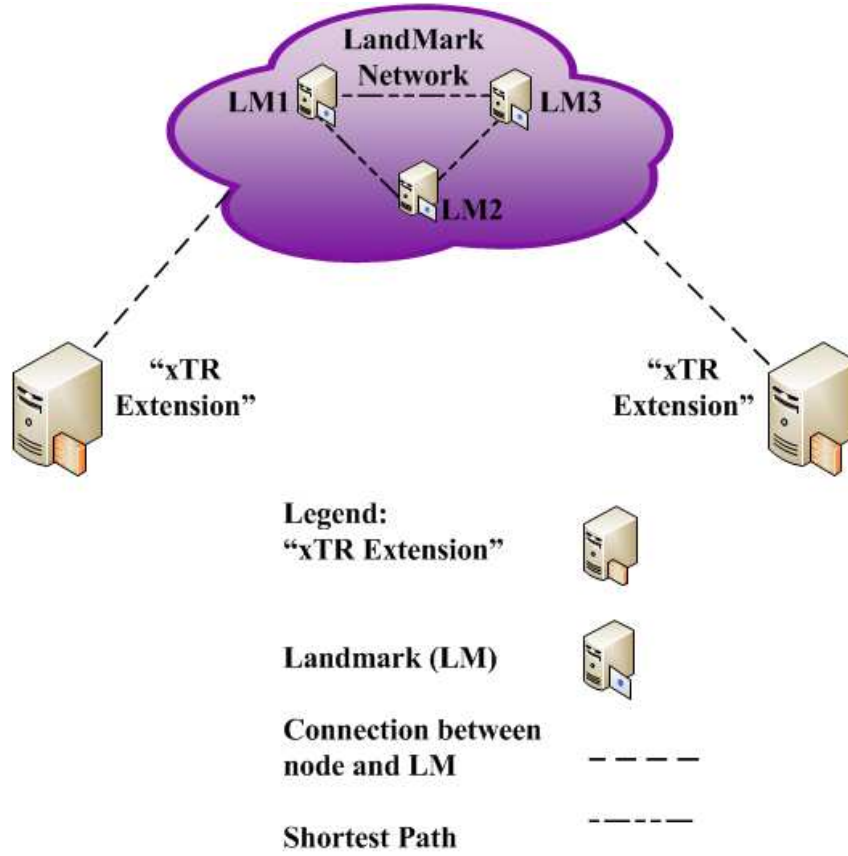 LandMark
Network
LM1
LM3
LM2
“xTR
Extension”
“xTR
Extension”
Legend:
“xTR Extension”
Landmark (LM)
Connection between
node and LM
Shortest Path